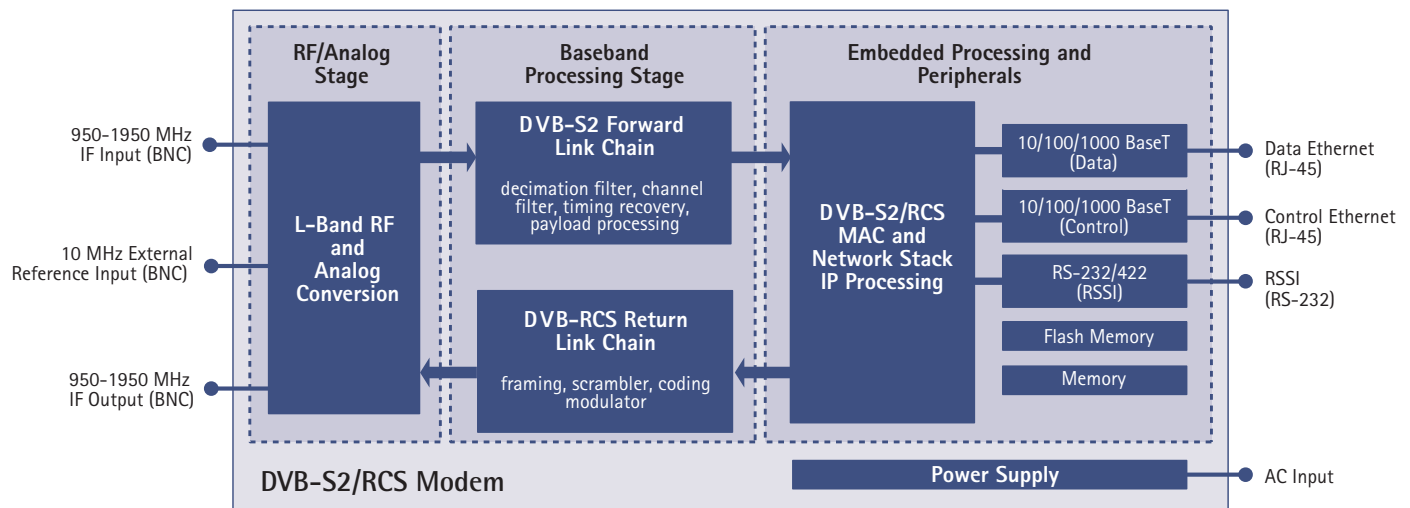 RF/Analog
Stage
Baseband
Processing Stage
Embedded Processing and
Peripherals
950-1950 MHz
IF Input (BNC)
10 MHz External
Reference Input (BNC)
950-1950 MHz
IF Output (BNC)
L-Band RF
and
Analog
Conversion
DVB-S2 Forward
Link Chain
decimation filter, channel
filter, timing recovery,
payload processing
DVB-RCS Return
Link Chain
framing, scrambler, coding
modulator
DVB-S2/RCS
MAC and
Network Stack
IP Processing
10/100/1000 BaseT
(Data)
10/100/1000 BaseT
(Control)
RS-232/422
(RSSI)
Flash Memory
Memory
Data Ethernet
(RJ-45)
Control Ethernet
(RJ-45)
RSSI
(RS-232)
DVB-S2/RCS Modem
Power Supply
AC Input